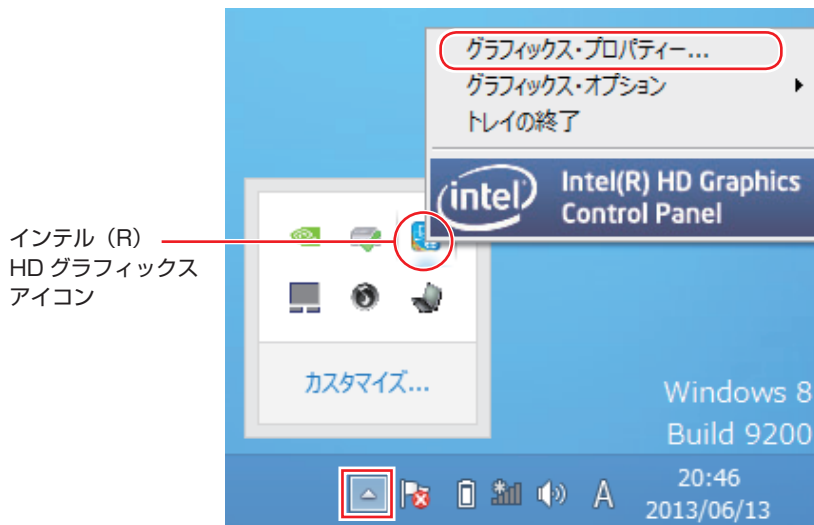 グラフィックス・プロパティー...
グラフィックス・オプション
トレイの終了
intel
Intel(R) HD Graphics
Control Panel
インテル（R）
HD グラフィックス
アイコン
カスタマイズ...
Windows 8
Build 9200
A
20:46
2013/06/13